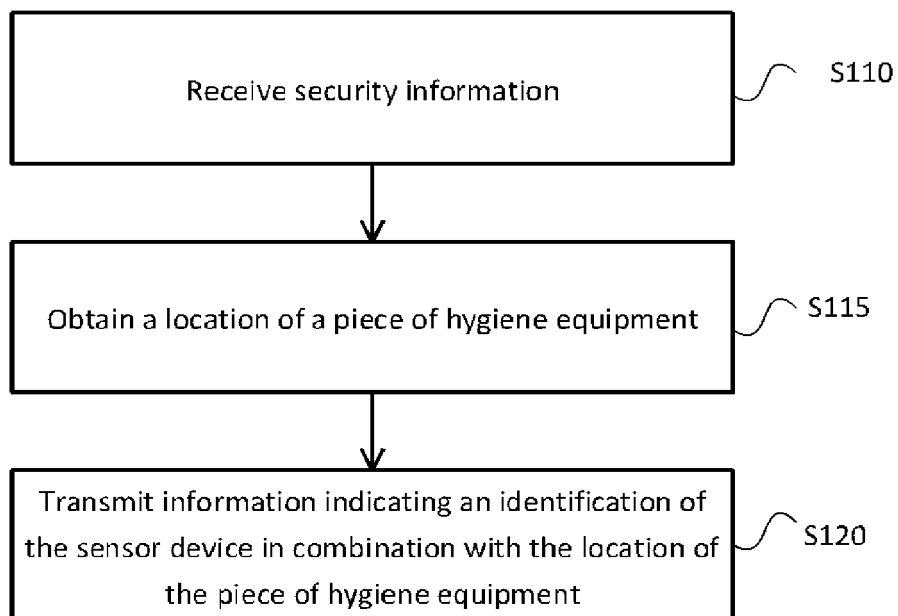 Receive security information
S110
Obtain a location of a piece of hygiene equipment
S115
Transmit information indicating an identification of
the sensor device in combination with the location of
the piece of hygiene equipment
S120